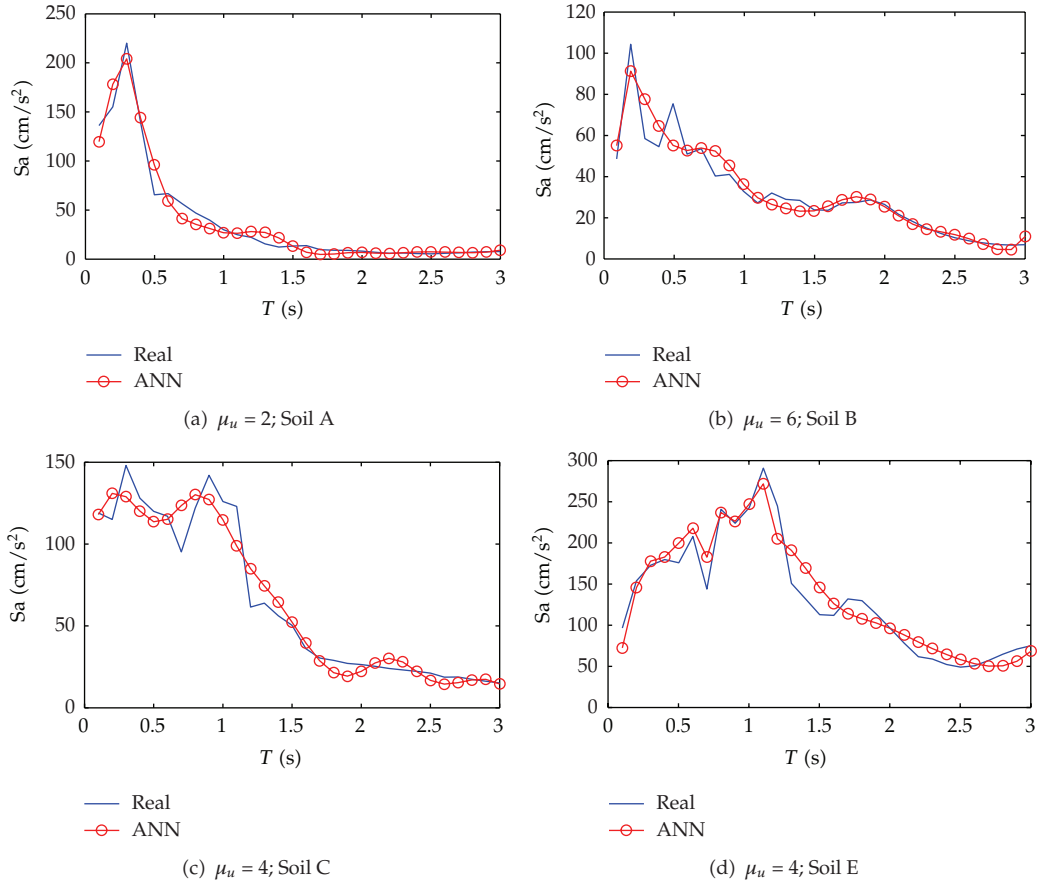 250
200
150
100
50
0
Sa (cm/s²)
0 0.5 1 1.5 2 2.5 3
T (s)
Real
ANN
(a) μu = 2; Soil A
120
100
80
60
40
20
0
Sa (cm/s²)
0 0.5 1 1.5 2 2.5 3
T (s)
Real
ANN
(b) μu = 6; Soil B
150
100
50
0
Sa (cm/s²)
0 0.5 1 1.5 2 2.5 3
T (s)
Real
ANN
(c) μu = 4; Soil C
300
250
200
150
100
50
0
Sa (cm/s²)
0 0.5 1 1.5 2 2.5 3
T (s)
Real
ANN
(d) μu = 4; Soil E